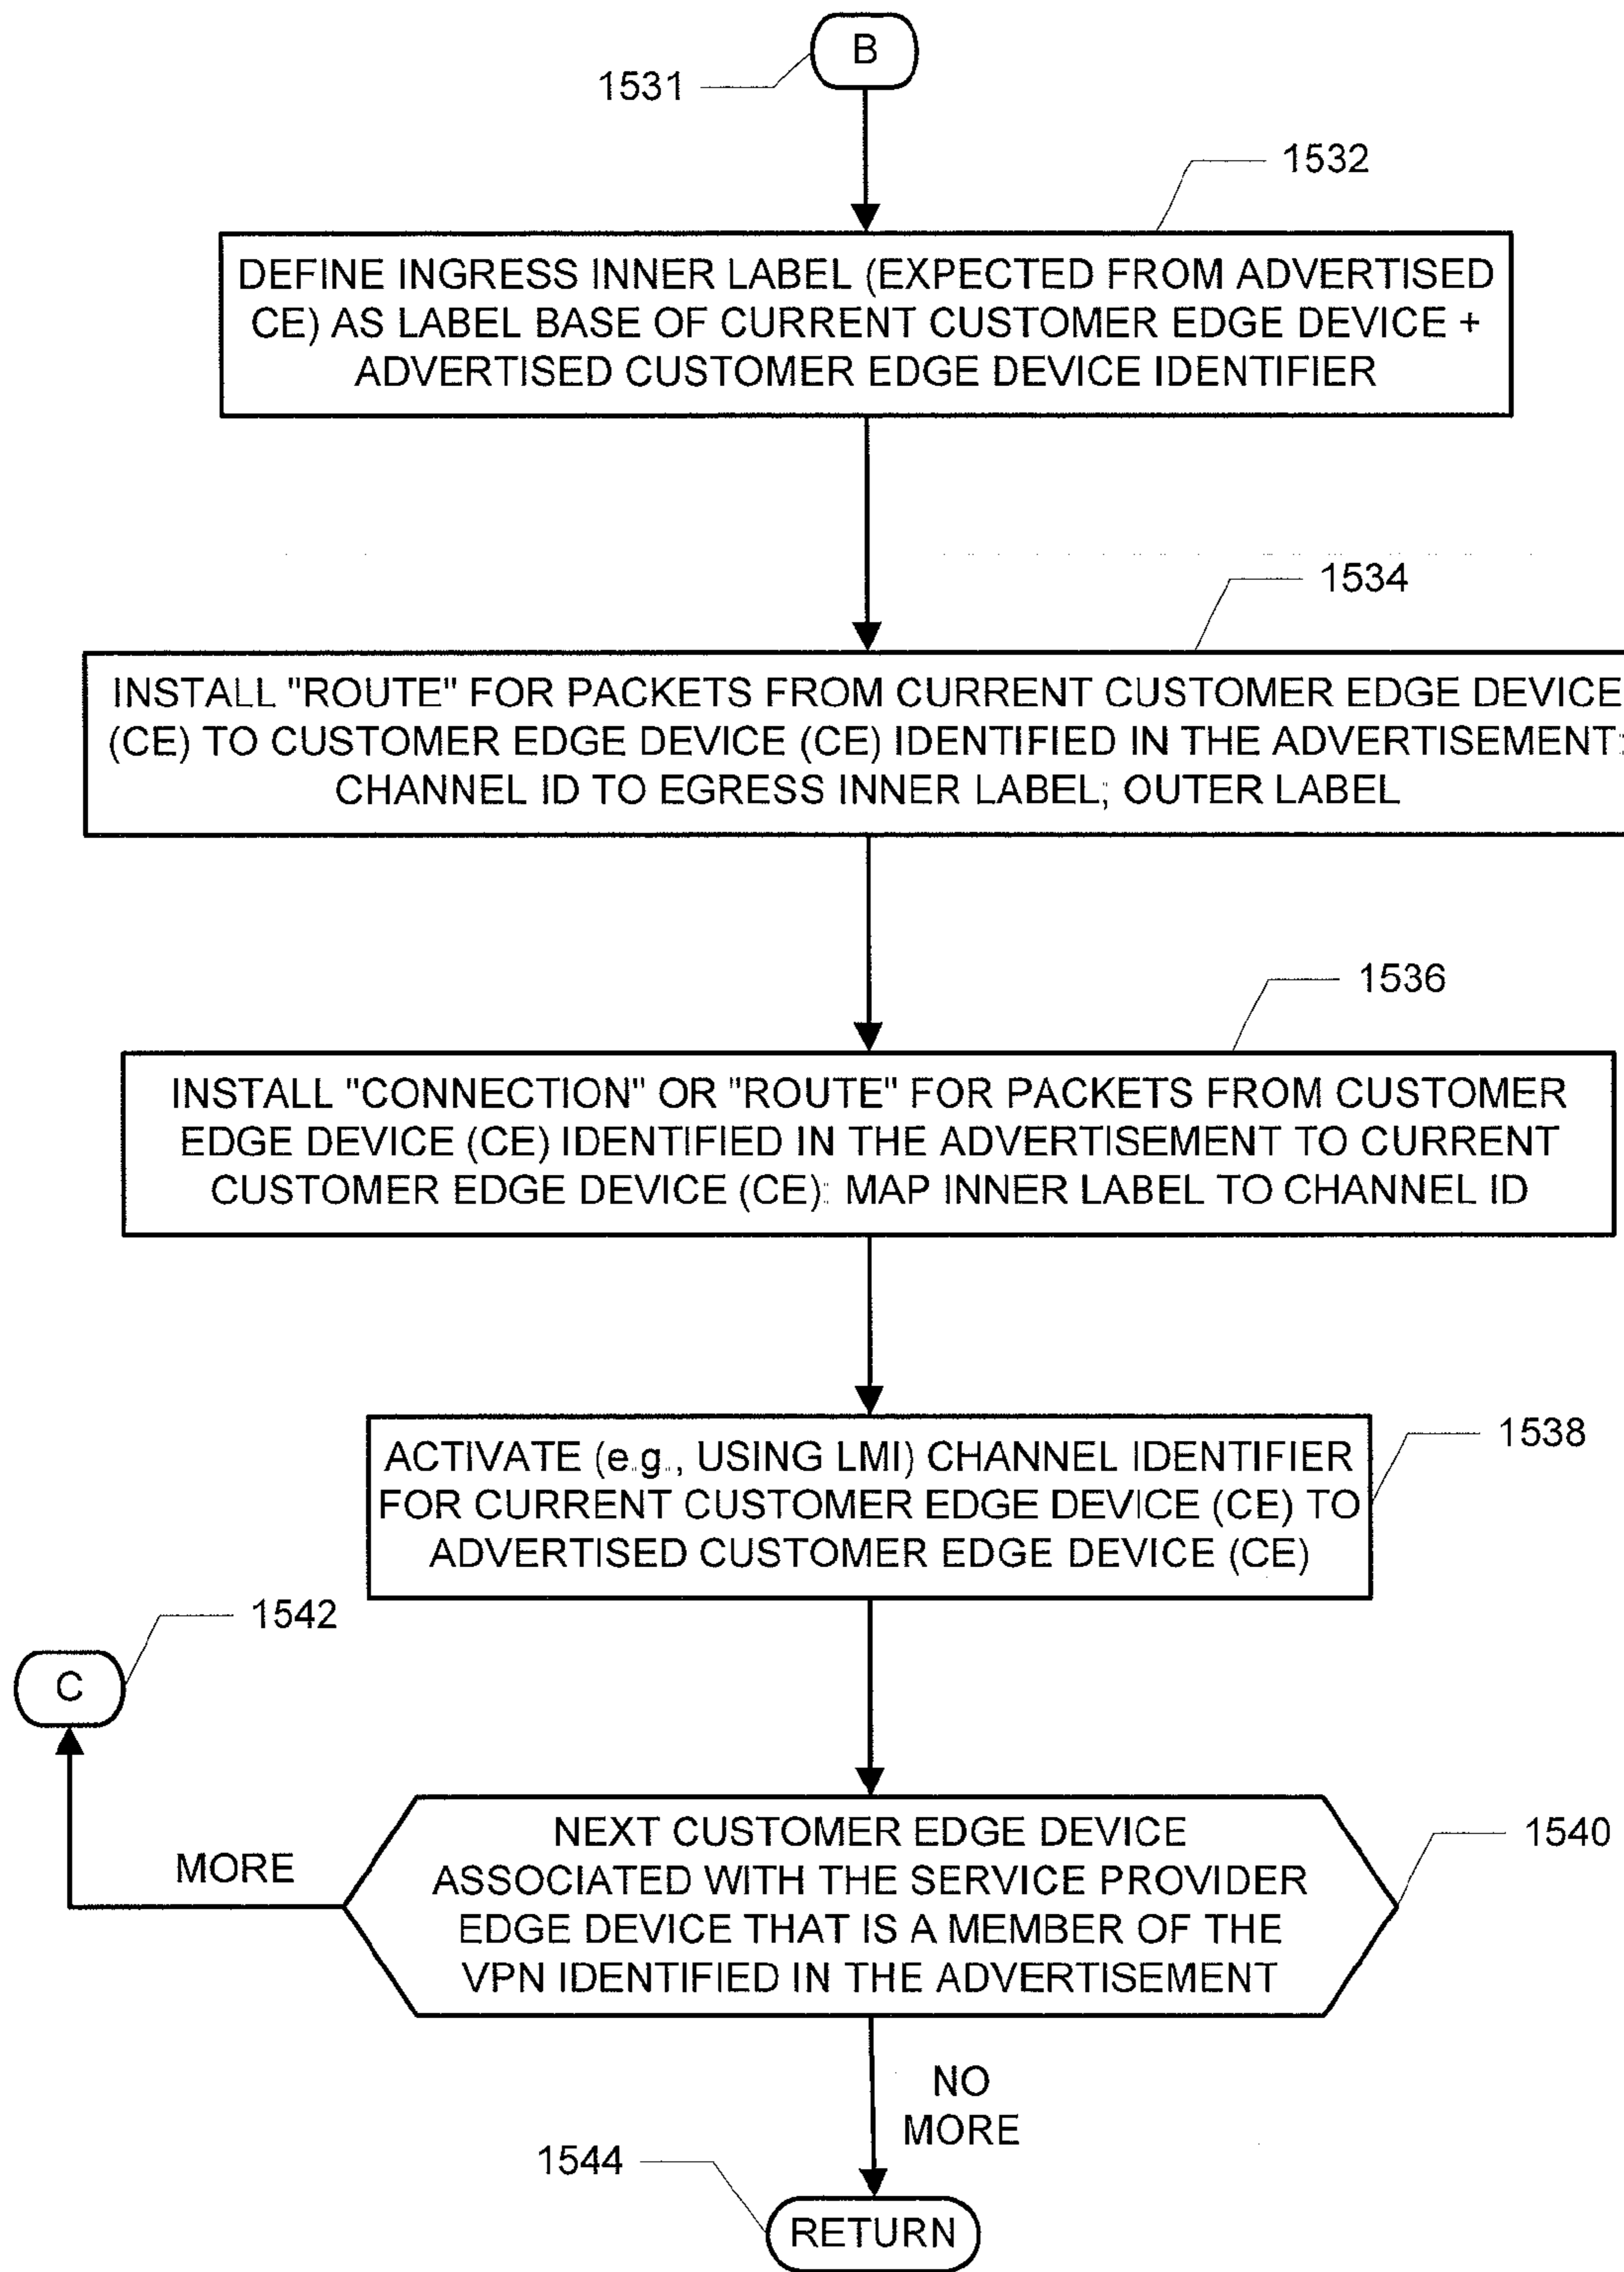 B
1531
1532
DEFINE INGRESS INNER LABEL (EXPECTED FROM ADVERTISED
CE) AS LABEL BASE OF CURRENT CUSTOMER EDGE DEVICE +
ADVERTISED CUSTOMER EDGE DEVICE IDENTIFIER
1534
INSTALL "ROUTE" FOR PACKETS FROM CURRENT CUSTOMER EDGE DEVICE
(CE) TO CUSTOMER EDGE DEVICE (CE) IDENTIFIED IN THE ADVERTISEMENT:
CHANNEL ID TO EGRESS INNER LABEL; OUTER LABEL
1536
INSTALL "CONNECTION" OR "ROUTE" FOR PACKETS FROM CUSTOMER
EDGE DEVICE (CE) IDENTIFIED IN THE ADVERTISEMENT TO CURRENT
CUSTOMER EDGE DEVICE (CE): MAP INNER LABEL TO CHANNEL ID
1538
ACTIVATE (e.g., USING LMI) CHANNEL IDENTIFIER
FOR CURRENT CUSTOMER EDGE DEVICE (CE) TO
ADVERTISED CUSTOMER EDGE DEVICE (CE)
1542
C
1540
NEXT CUSTOMER EDGE DEVICE
ASSOCIATED WITH THE SERVICE PROVIDER
EDGE DEVICE THAT IS A MEMBER OF THE
VPN IDENTIFIED IN THE ADVERTISEMENT
MORE
NO
MORE
1544
RETURN